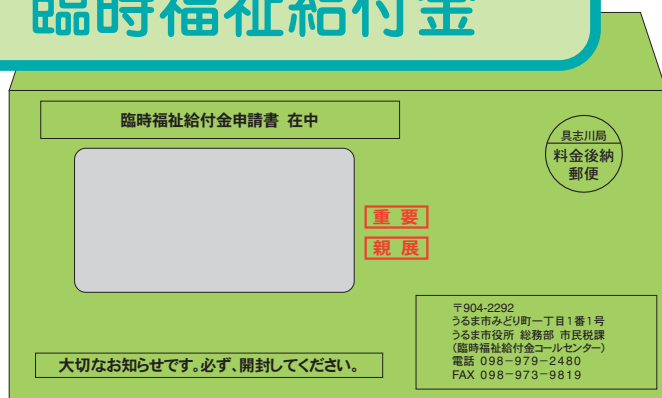 臨時福祉給付金
臨時福祉給付金申請書 在中
具志川局
料金後納
郵便
重 要
親 展
〒904-2292
うるま市みどり町一丁目1番1号
うるま市役所 総務部 市民税課
(臨時福祉給付金コールセンター)
電話 098-979-2480
FAX 098-973-9819
大切なお知らせです。必ず、開封してください。